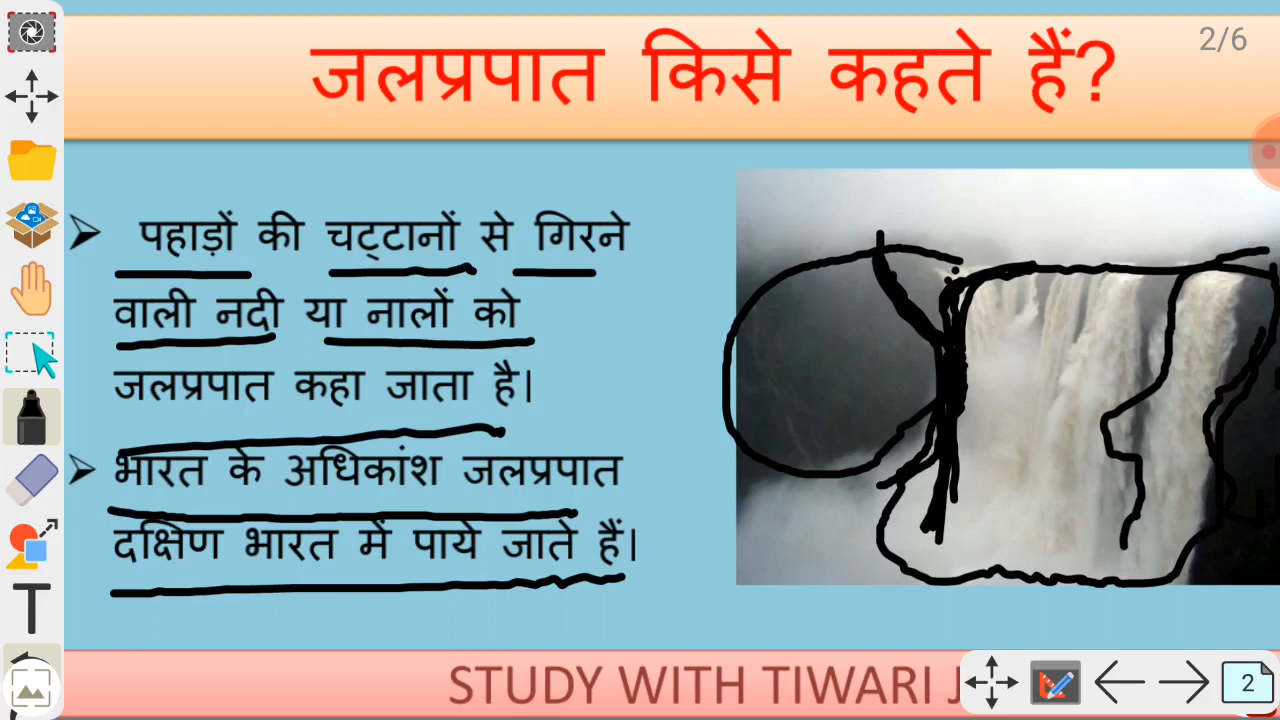 जलप्रपात किसे कहते हैं?
2/6
पहाड़ों की चट्टानों से गिरने
वाली नदी या नालों को
जलप्रपात कहा जाता है।
भारत के अधिकांश जलप्रपात
दक्षिण भारत में पाये जाते हैं।
STUDY WITH TIWARI J
T
2